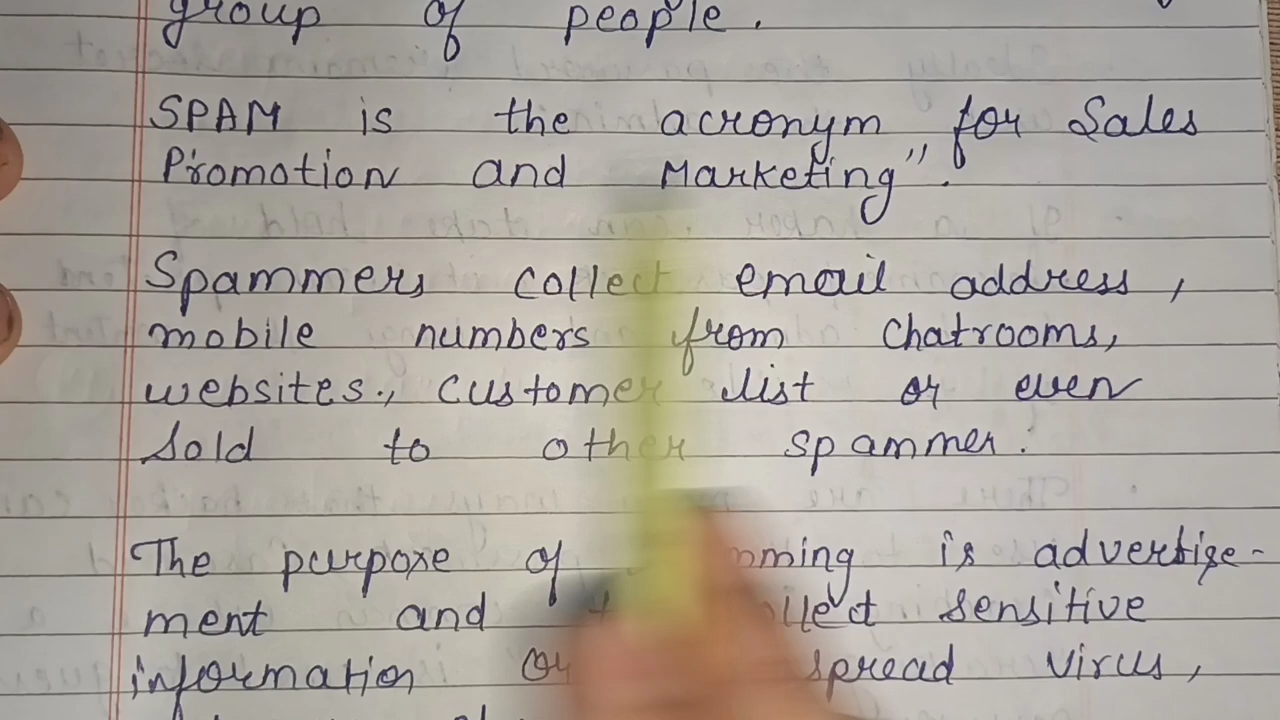 group of people.
SPAM is the acronym for Sales
Promotion and Marketing".
Spammers collect email address,
mobile numbers from chatrooms,
websites., customer list or even
sold to other spammer.
The purpose of is advertise-
ment and sensitive
information spread virus,